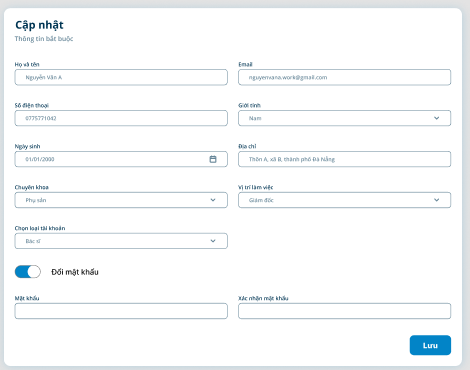 Cập nhật
Thông tin bắt buộc
Họ và tên
Nguyễn Văn A
Email
nguyenvana.work@gmail.com
Số điện thoại
0775771042
Giới tính
Nam
Ngày sinh
01/01/2000
Địa chỉ
Thôn A, xã B, thành phố Đà Nẵng
Chuyên khoa
Phụ sản
Vị trí làm việc
Giám đốc
Chọn loại tài khoản
Bác sĩ
Đổi mật khẩu
Mật khẩu
Xác nhận mật khẩu
Lưu